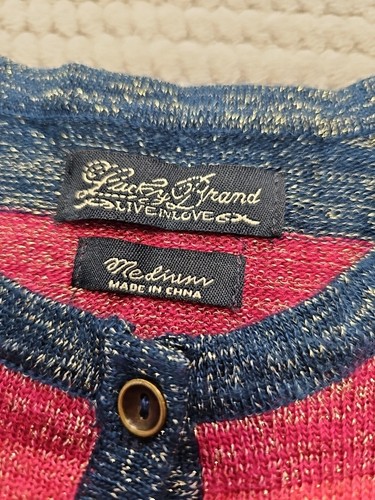 Lucky Brand
LIVE IN LOVE
Medium
MADE IN CHINA